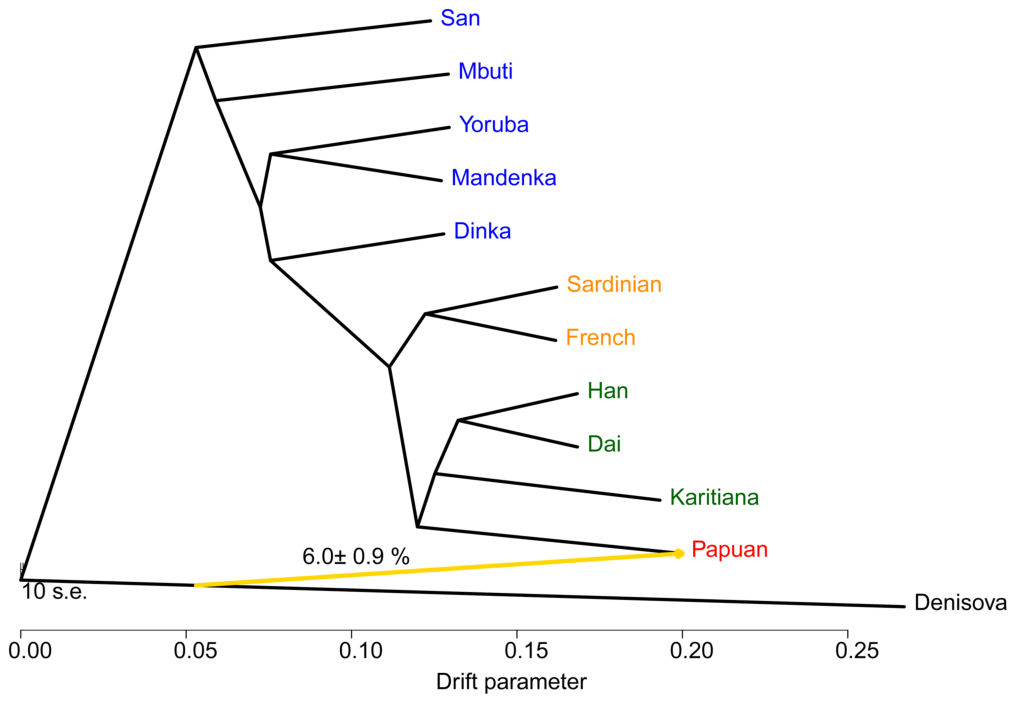 San
Mbuti
Yoruba
Mandenka
Dinka
Sardinian
French
Han
Dai
Karitiana
Papuan
6.0± 0.9 %
10 s.e.
Denisova
0.00 0.05 0.10 0.15 0.20 0.25
Drift parameter